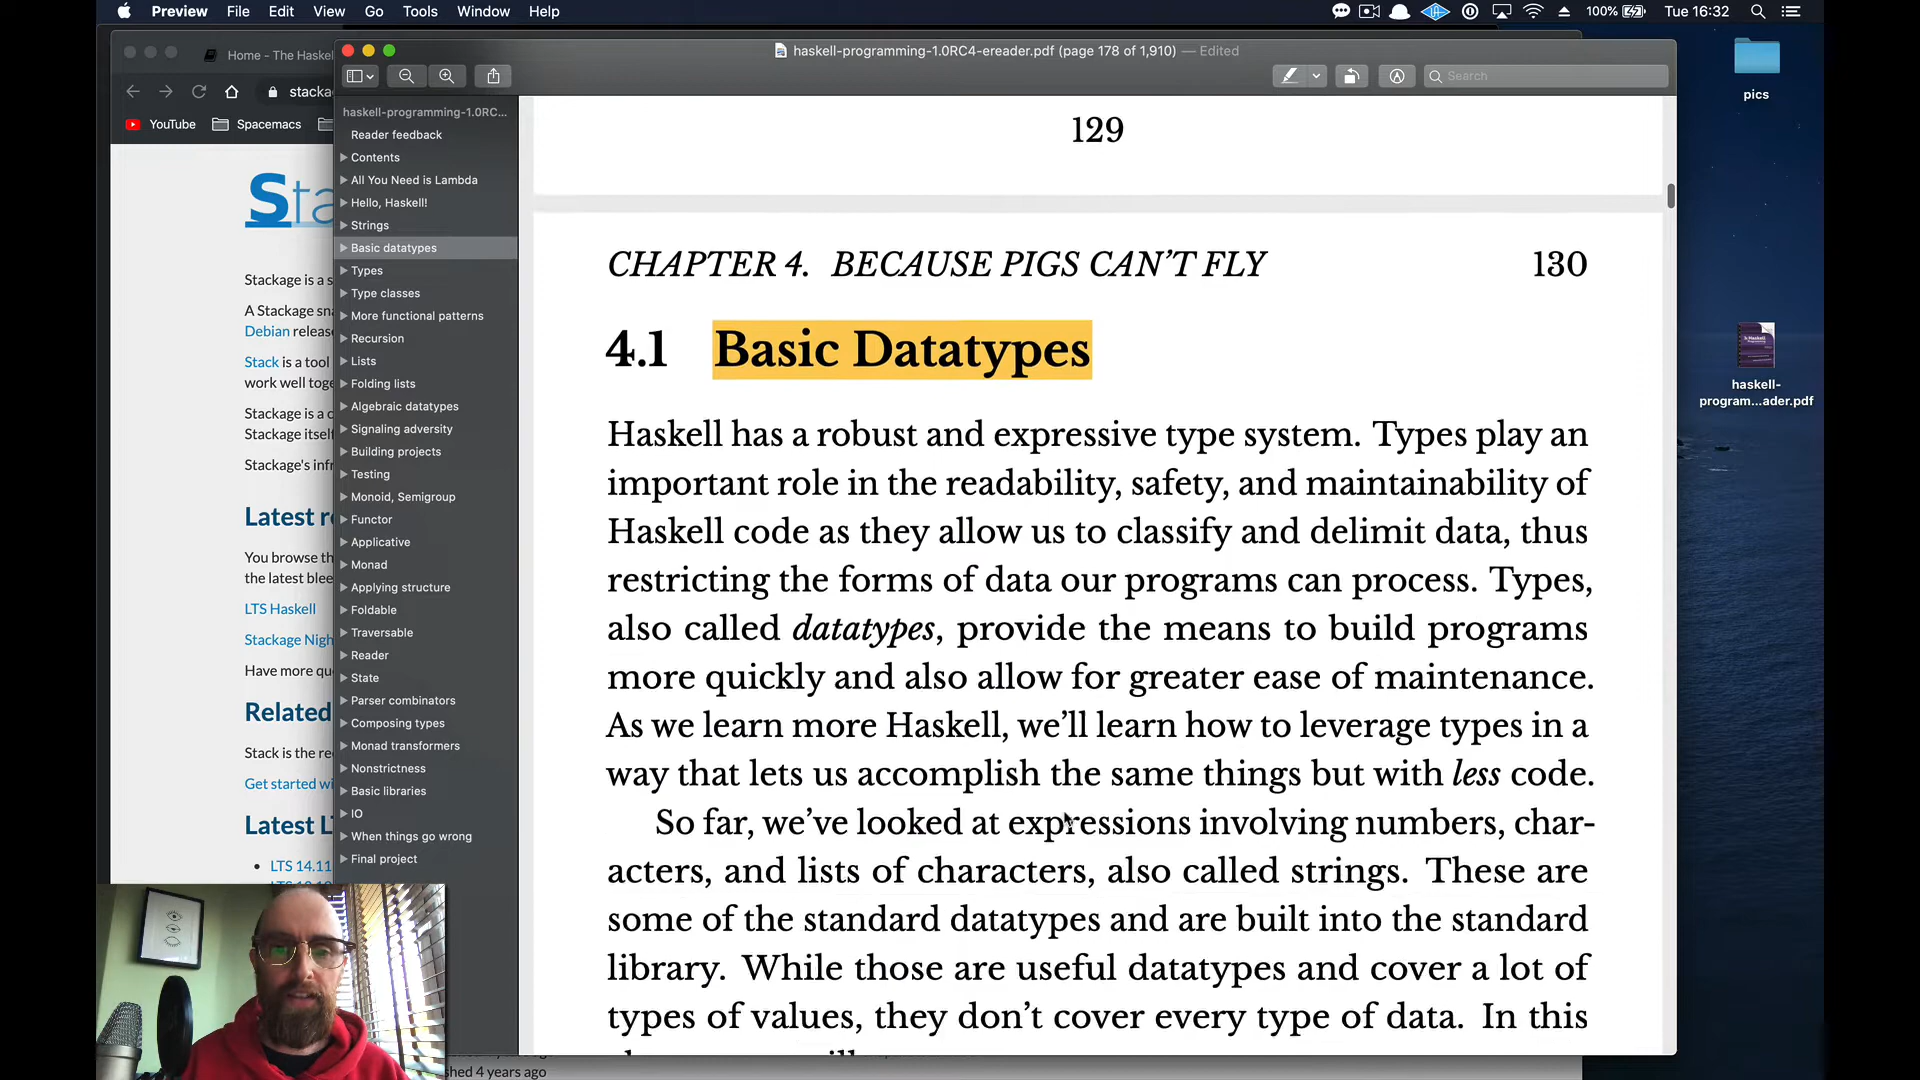 Preview File Edit View Go Tools Window Help
100% Tue 16:32
Home - The Haskel
stacka
YouTube Spacemacs
haskell-programming-1.0RC4-ereader.pdf (page 178 of 1,910) — Edited
Search
haskell-programming-1.0RC...
Reader feedback
Contents
All You Need is Lambda
Hello, Haskell!
Strings
Basic datatypes
Types
Type classes
More functional patterns
Recursion
Lists
Folding lists
Algebraic datatypes
Signaling adversity
Building projects
Testing
Monoid, Semigroup
Functor
Applicative
Monad
Applying structure
Foldable
Traversable
Reader
State
Parser combinators
Composing types
Monad transformers
Nonstrictness
Basic libraries
IO
When things go wrong
Final project
Sta
Stackage is a s
A Stackage sna
Debian release
Stack is a tool
work well toge
Stackage is a c
Stackage itself
Stackage's infr
Latest re
You browse th
the latest blee
LTS Haskell
Stackage Nigh
Have more que
Related
Stack is the re
Get started wi
Latest L
LTS 14.11
shed 4 years ago
129
CHAPTER 4. BECAUSE PIGS CAN'T FLY 130
4.1 Basic Datatypes
Haskell has a robust and expressive type system. Types play an
important role in the readability, safety, and maintainability of
Haskell code as they allow us to classify and delimit data, thus
restricting the forms of data our programs can process. Types,
also called datatypes, provide the means to build programs
more quickly and also allow for greater ease of maintenance.
As we learn more Haskell, we'll learn how to leverage types in a
way that lets us accomplish the same things but with less code.
So far, we've looked at expressions involving numbers, char-
acters, and lists of characters, also called strings. These are
some of the standard datatypes and are built into the standard
library. While those are useful datatypes and cover a lot of
types of values, they don't cover every type of data. In this
pics
haskell-
program...ader.pdf